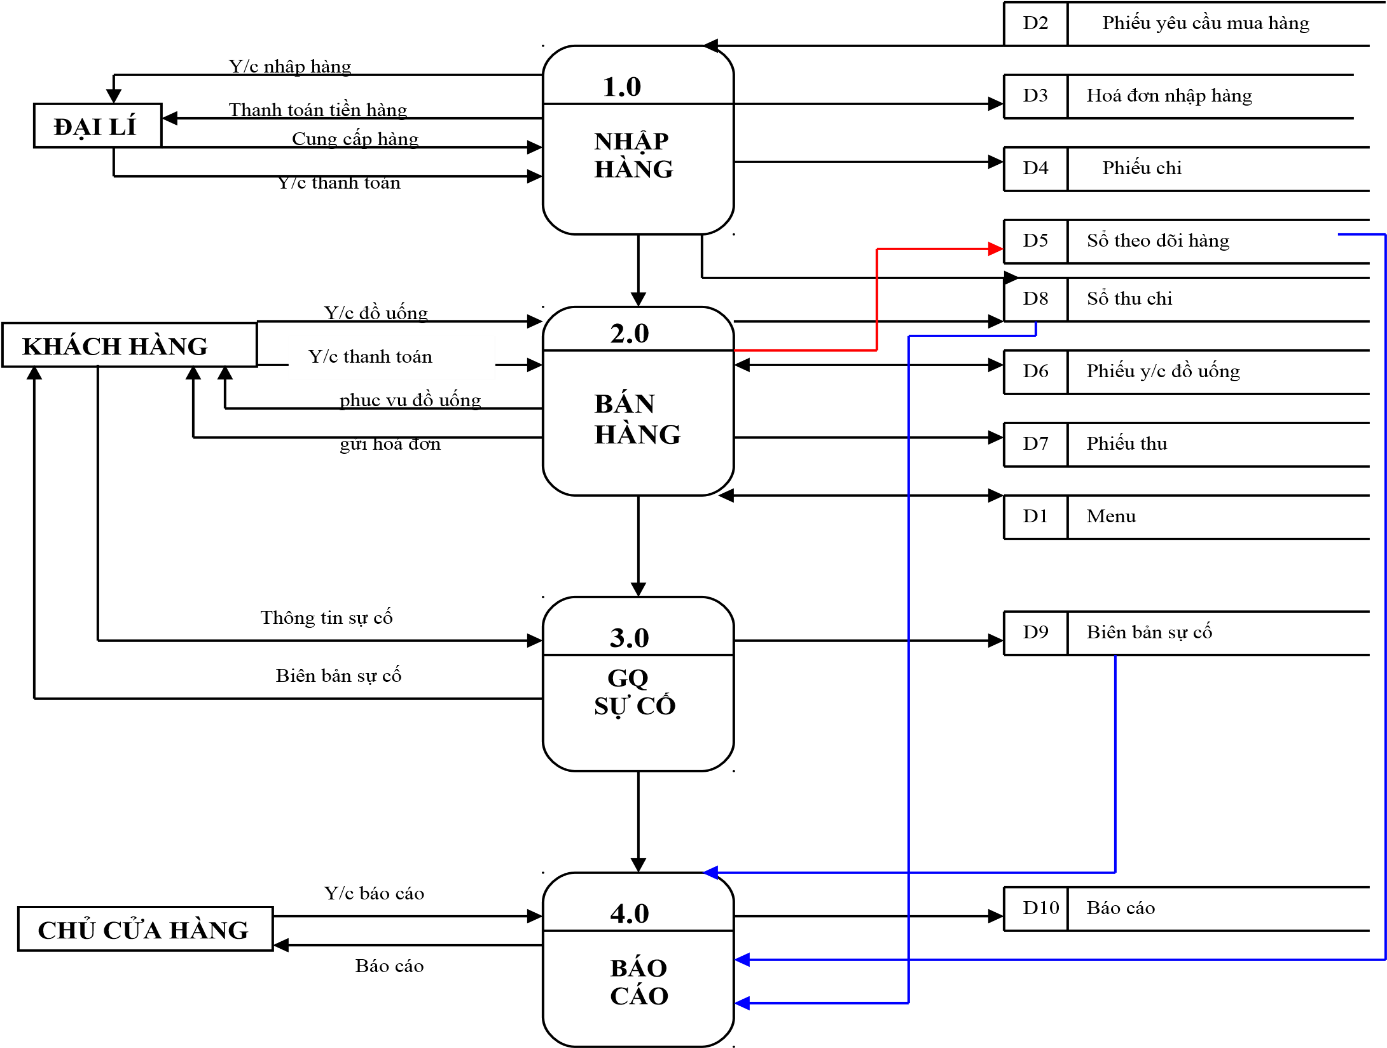 D2 Phiếu yêu cầu mua hàng
Y/c nhâp hàng
1.0
D3 Hoá đơn nhập hàng
Thanh toán tiền hàng
ĐẠI LÍ
Cung cấp hàng
NHẬP
HÀNG
D4 Phiếu chi
Y/c thanh toán
D5 Sổ theo dõi hàng
D8 Sổ thu chi
Y/c đồ uống
2.0
KHÁCH HÀNG
Y/c thanh toán
D6 Phiếu y/c đồ uống
phuc vu đồ uống
BÁN
HÀNG
gửi hoá đơn
D7 Phiếu thu
D1 Menu
Thông tin sự cố
3.0
D9 Biên bản sự cố
Biên bản sự cố
GQ
SỰ CỐ
Y/c báo cáo
4.0
D10 Báo cáo
CHỦ CỬA HÀNG
Báo cáo
BÁO
CÁO